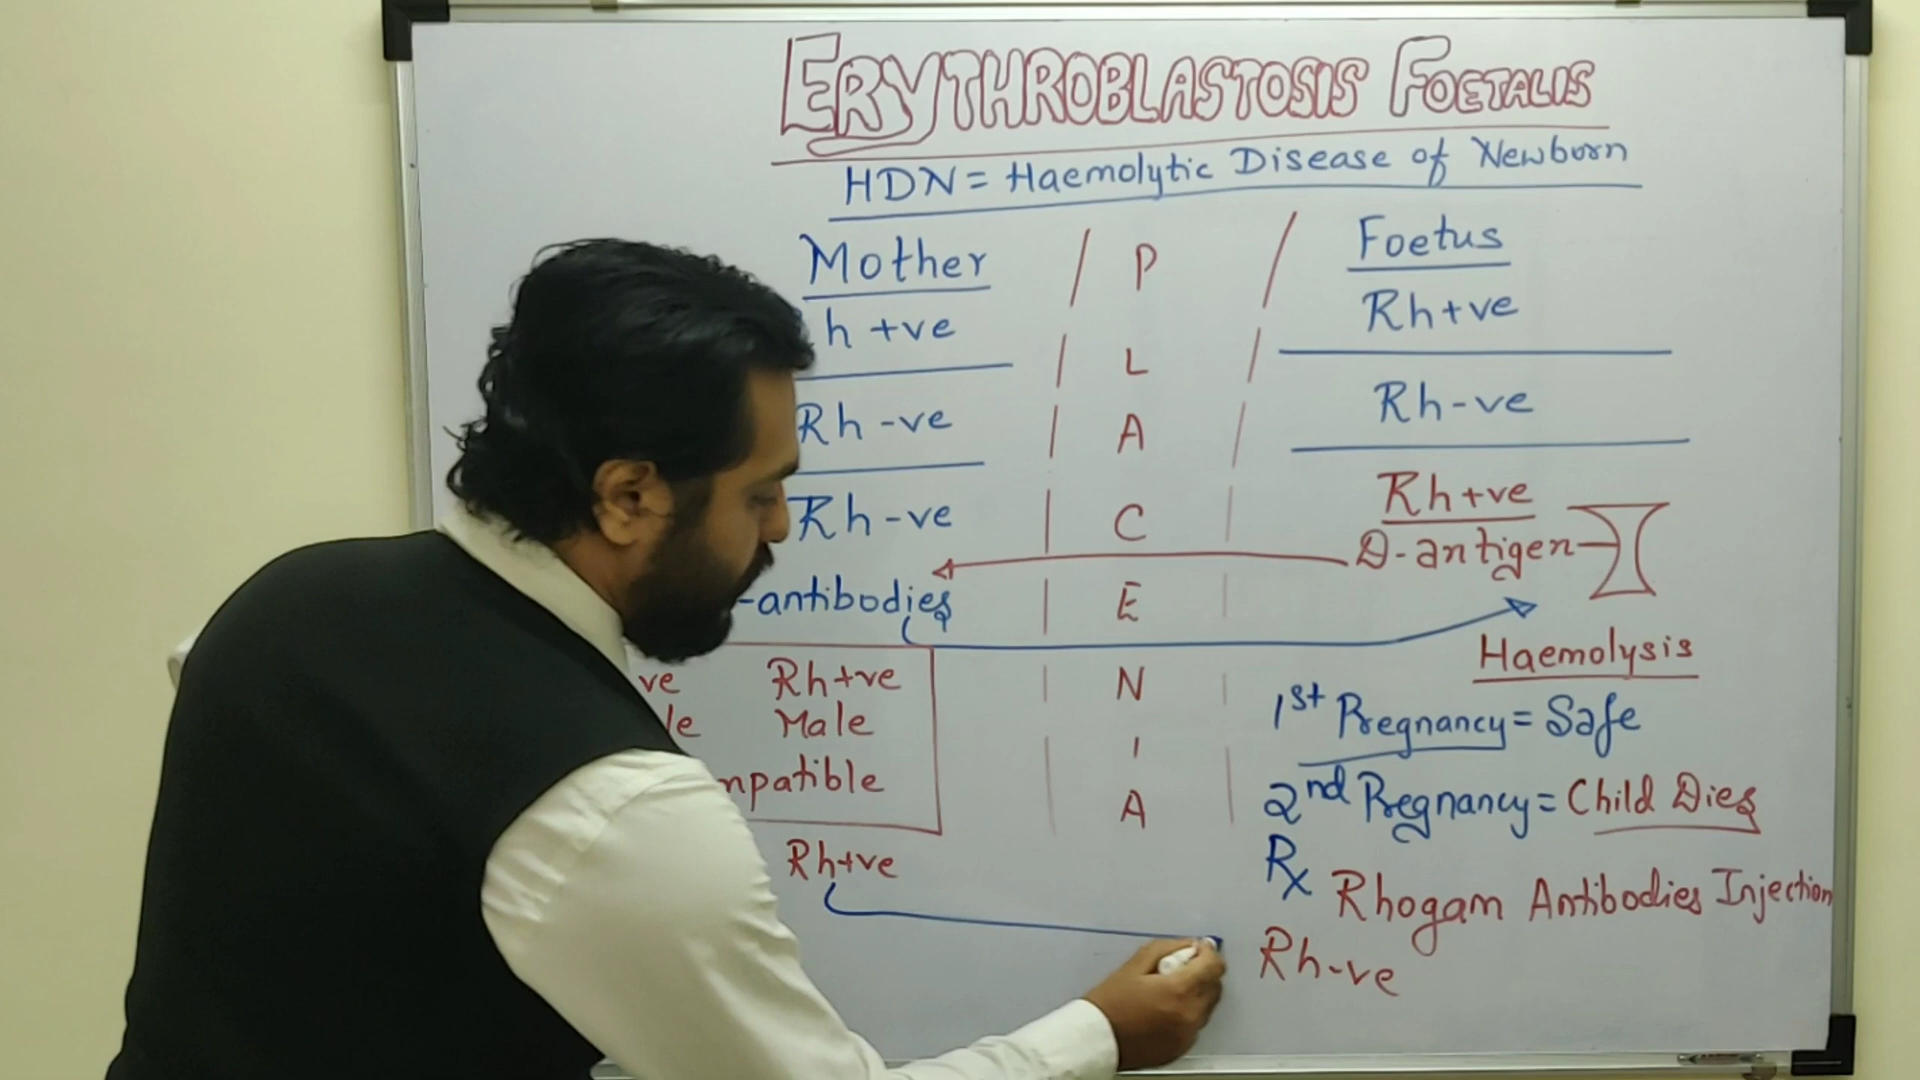 ERYTHROBLASTOSIS FOETALIS
HDN = Haemolytic Disease of Newborn
Mother
Foetus
h +ve
Rh+ve
Rh -ve
Rh-ve
Rh -ve
Rh+ve
D-antigen
-antibodies
PLACENIA
Haemolysis
ve Rh+ve
le Male
mpatible
Rh+ve
1st Pregnancy = Safe
2nd Pregnancy = Child Dies
Rx
Rhogam Antibodies Injection
Rh-ve